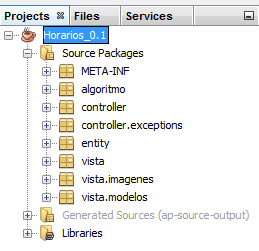 Projects Files Services
Horarios_0.1
Source Packages
META-INF
algoritmo
controller
controller.exceptions
entity
vista
vista.imagenes
vista.modelos
Generated Sources (ap-source-output)
Libraries